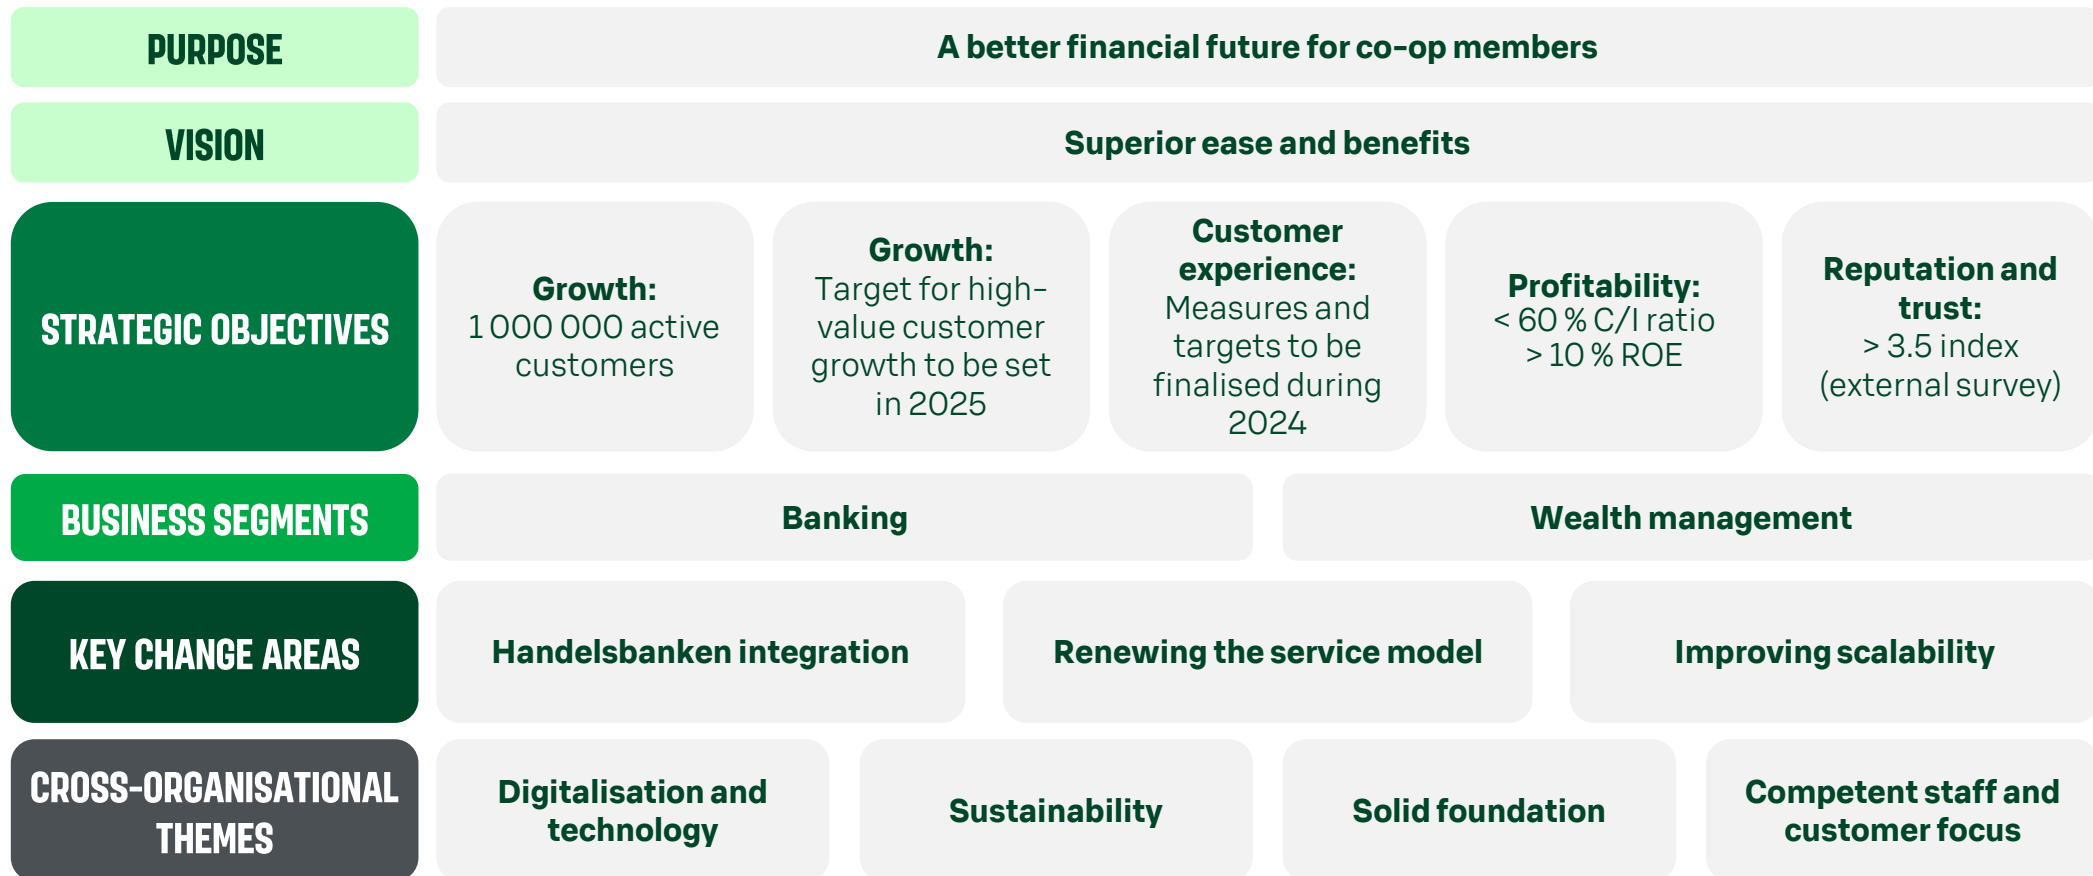 PURPOSE
A better financial future for co-op members
VISION
Superior ease and benefits
STRATEGIC OBJECTIVES
Growth:
1 000 000 active
customers
Growth:
Target for high-
value customer
growth to be set
in 2025
Customer
experience:
Measures and
targets to be
finalised during
2024
Profitability:
< 60 % C/I ratio
> 10 % ROE
Reputation and
trust:
> 3.5 index
(external survey)
BUSINESS SEGMENTS
Banking
Wealth management
KEY CHANGE AREAS
Handelsbanken integration
Renewing the service model
Improving scalability
CROSS-ORGANISATIONAL
THEMES
Digitalisation and
technology
Sustainability
Solid foundation
Competent staff and
customer focus